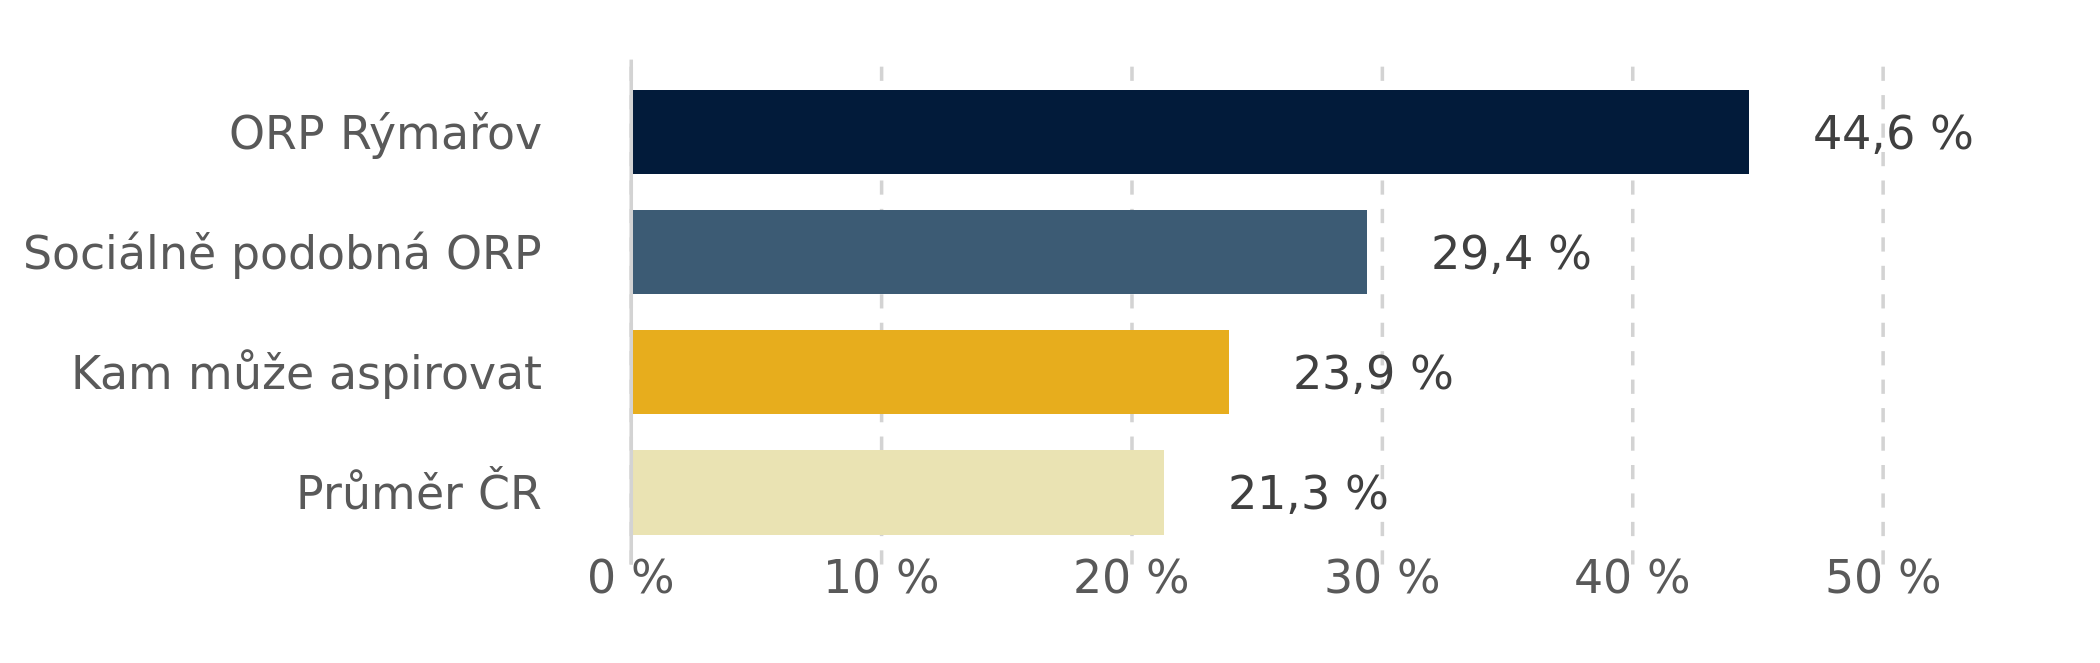 ORP Rýmařov 44,6 %
Sociálně podobná ORP 29,4 %
Kam může aspirovat 23,9 %
Průměr ČR 21,3 %
0 % 10 % 20 % 30 % 40 % 50 %